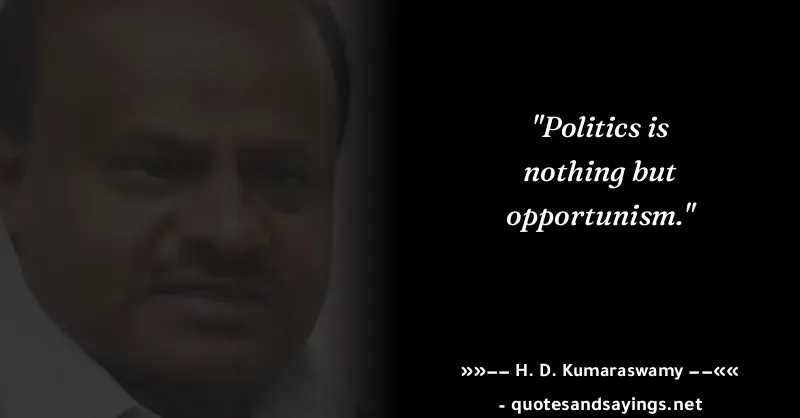 "Politics is
nothing but
opportunism."
»»−− H. D. Kumaraswamy −−««
- quotesandsayings.net